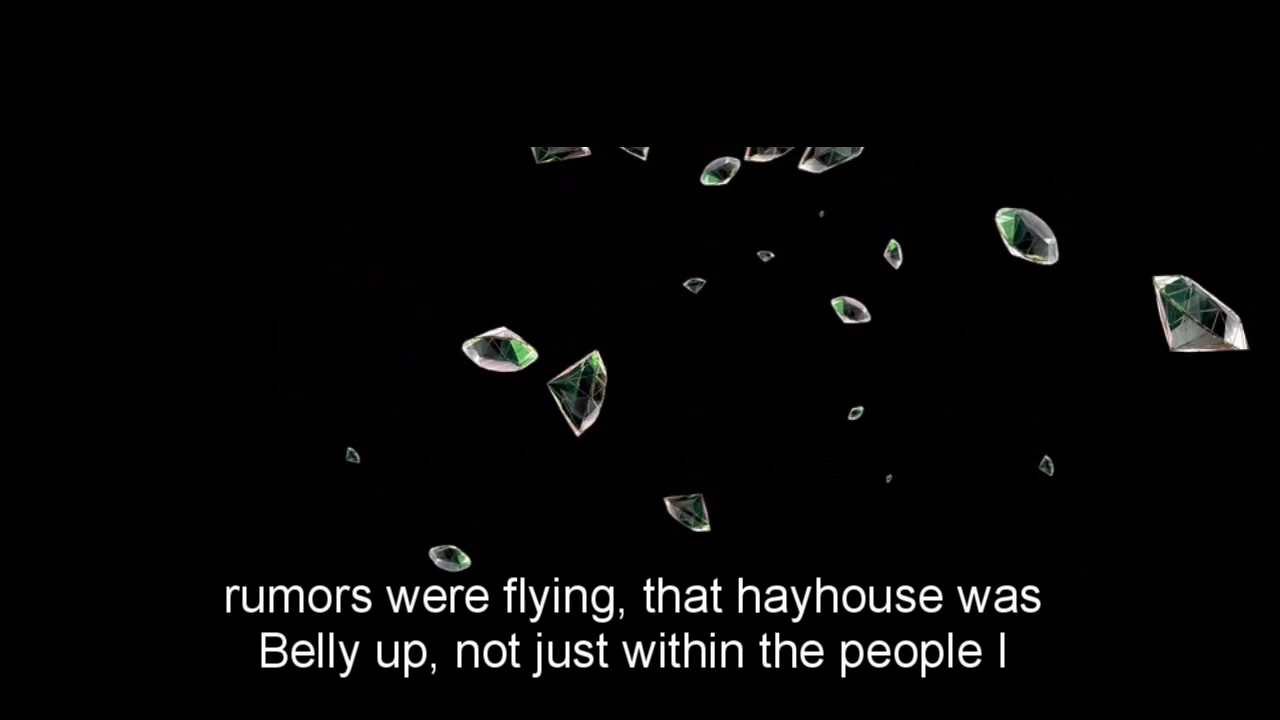 rumors were flying, that hayhouse was
Belly up, not just within the people I